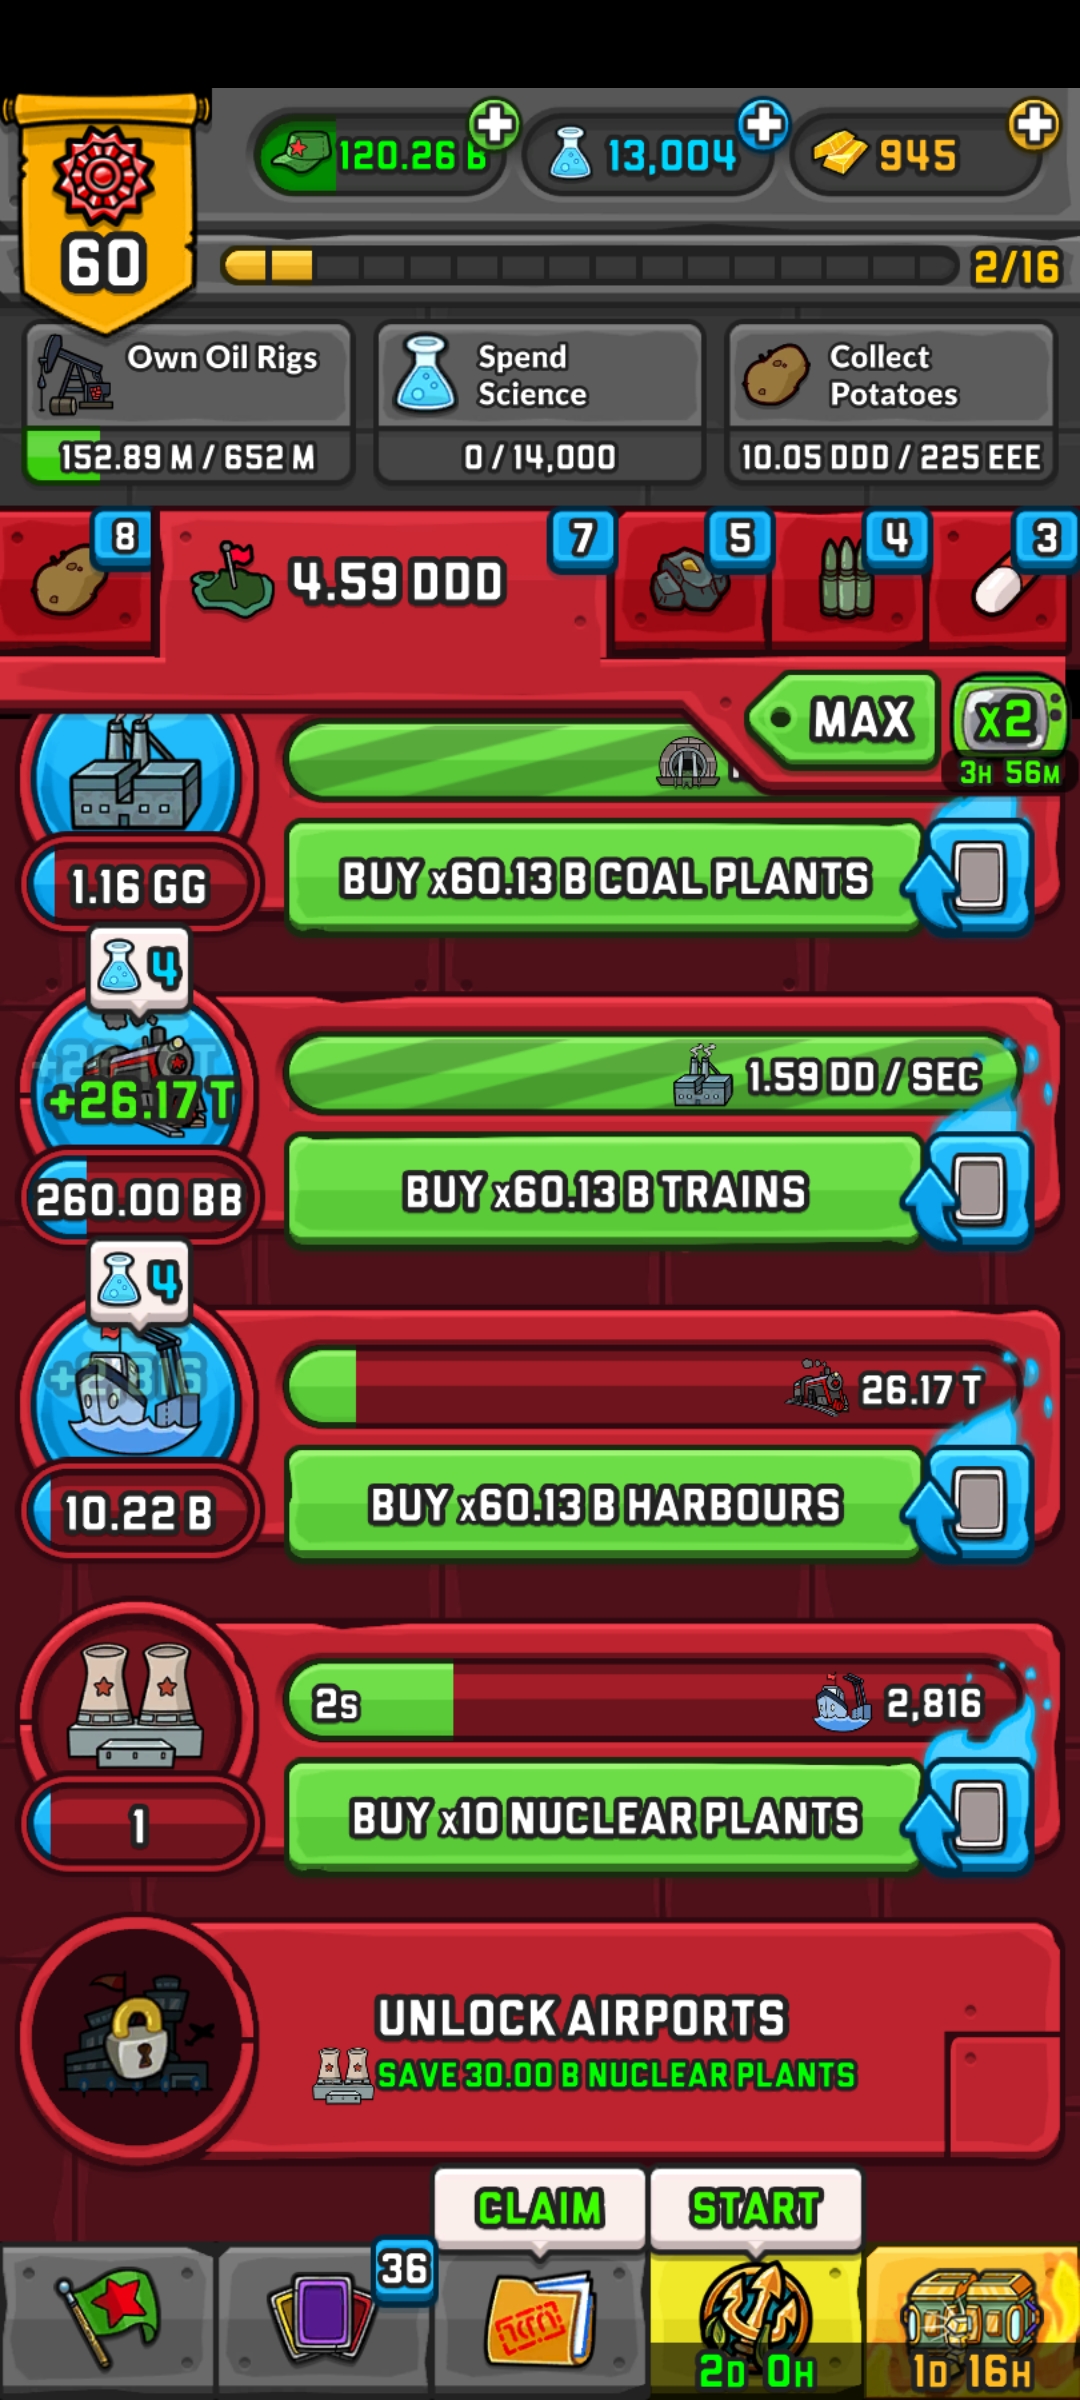 120.26 B
13,004
945
60
2/16
Own Oil Rigs
152.89 M / 652 M
Spend
Science
0 / 14,000
Collect
Potatoes
10.05 DDD / 225 EEE
8
4.59 DDD
7
5
4
3
MAX
x2
3H 56M
1.16 GG
BUY x60.13 B COAL PLANTS
4
+26.17 T
1.59 DD / SEC
260.00 BB
BUY x60.13 B TRAINS
4
+2,816
26.17 T
10.22 B
BUY x60.13 B HARBOURS
2s
2,816
1
BUY x10 NUCLEAR PLANTS
UNLOCK AIRPORTS
SAVE 30.00 B NUCLEAR PLANTS
CLAIM
START
36
2D 0H
1D 16H